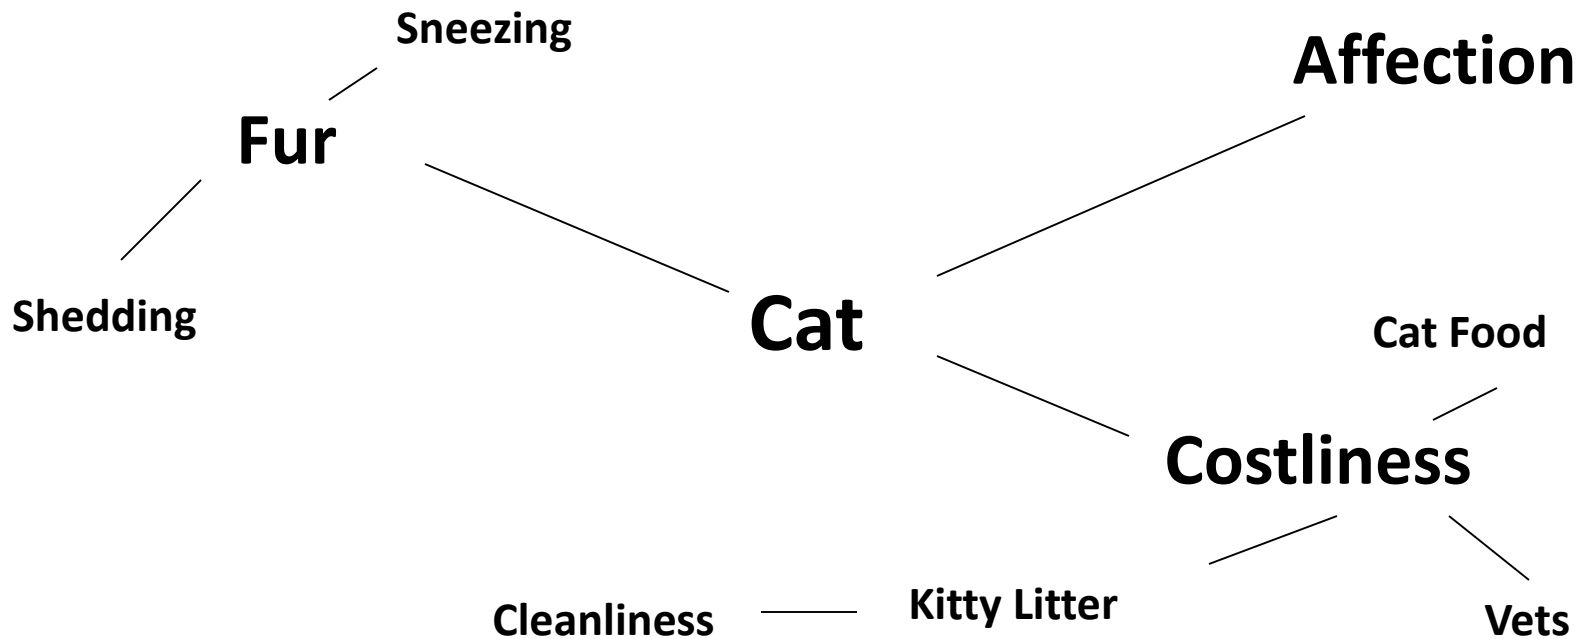 Sneezing
Affection
Fur
Shedding
Cat
Cat Food
Costliness
Kitty Litter
Cleanliness
Vets